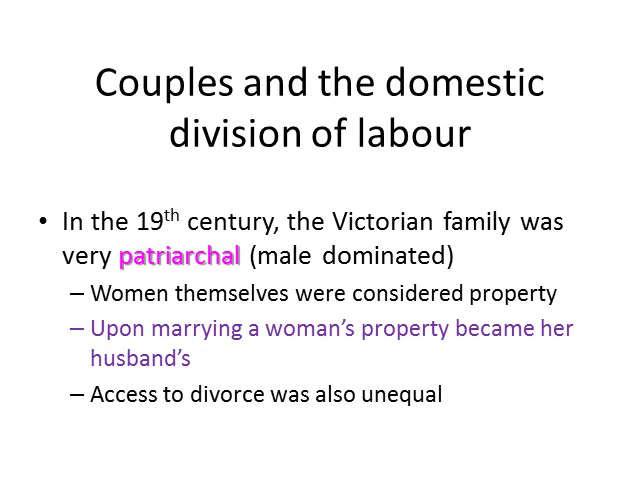 Couples and the domestic
division of labour
• In the 19th century, the Victorian family was
very patriarchal (male dominated)
– Women themselves were considered property
– Upon marrying a woman's property became her
husband's
– Access to divorce was also unequal